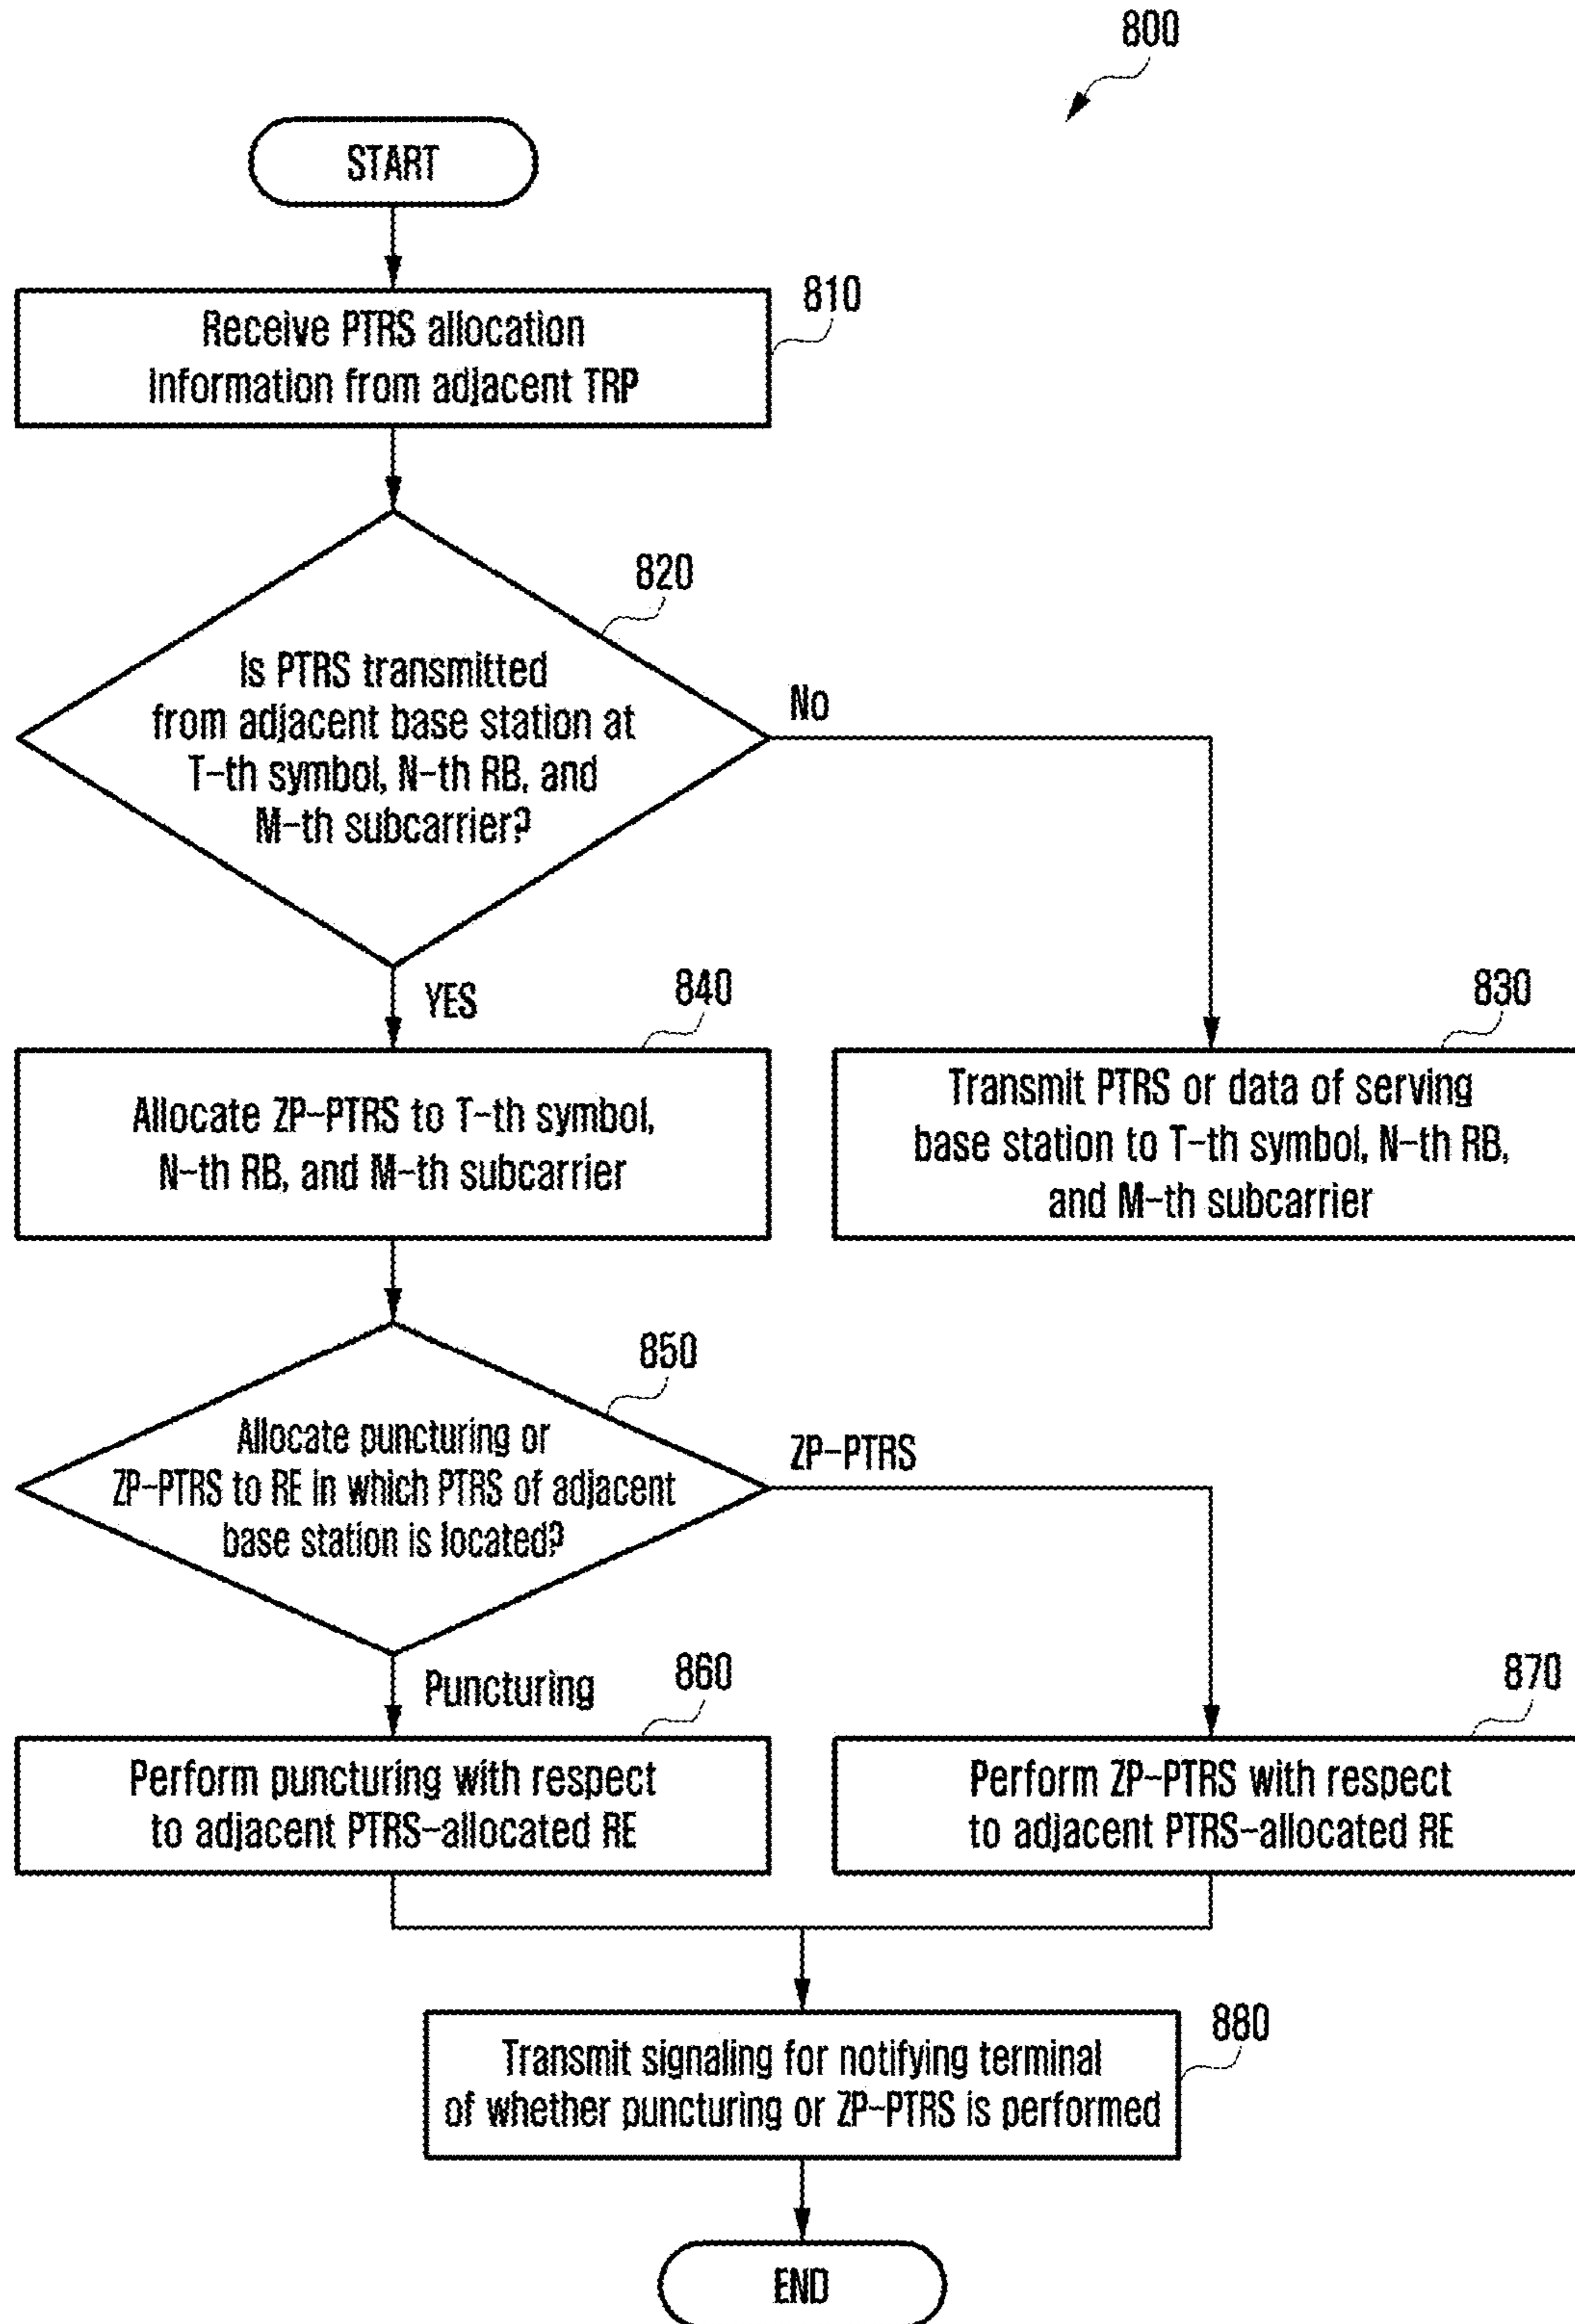 800
START
810
Receive PTRS allocation
information from adjacent TRP
820
Is PTRS transmitted
from adjacent base station at
T-th symbol, N-th RB, and
M-th subcarrier?
No
YES
840
830
Allocate ZP-PTRS to T-th symbol,
N-th RB, and M-th subcarrier
Transmit PTRS or data of serving
base station to T-th symbol, N-th RB,
and M-th subcarrier
850
Allocate puncturing or
ZP-PTRS to RE in which PTRS of adjacent
base station is located?
ZP-PTRS
Puncturing
860
870
Perform puncturing with respect
to adjacent PTRS-allocated RE
Perform ZP-PTRS with respect
to adjacent PTRS-allocated RE
880
Transmit signaling for notifying terminal
of whether puncturing or ZP-PTRS is performed
END